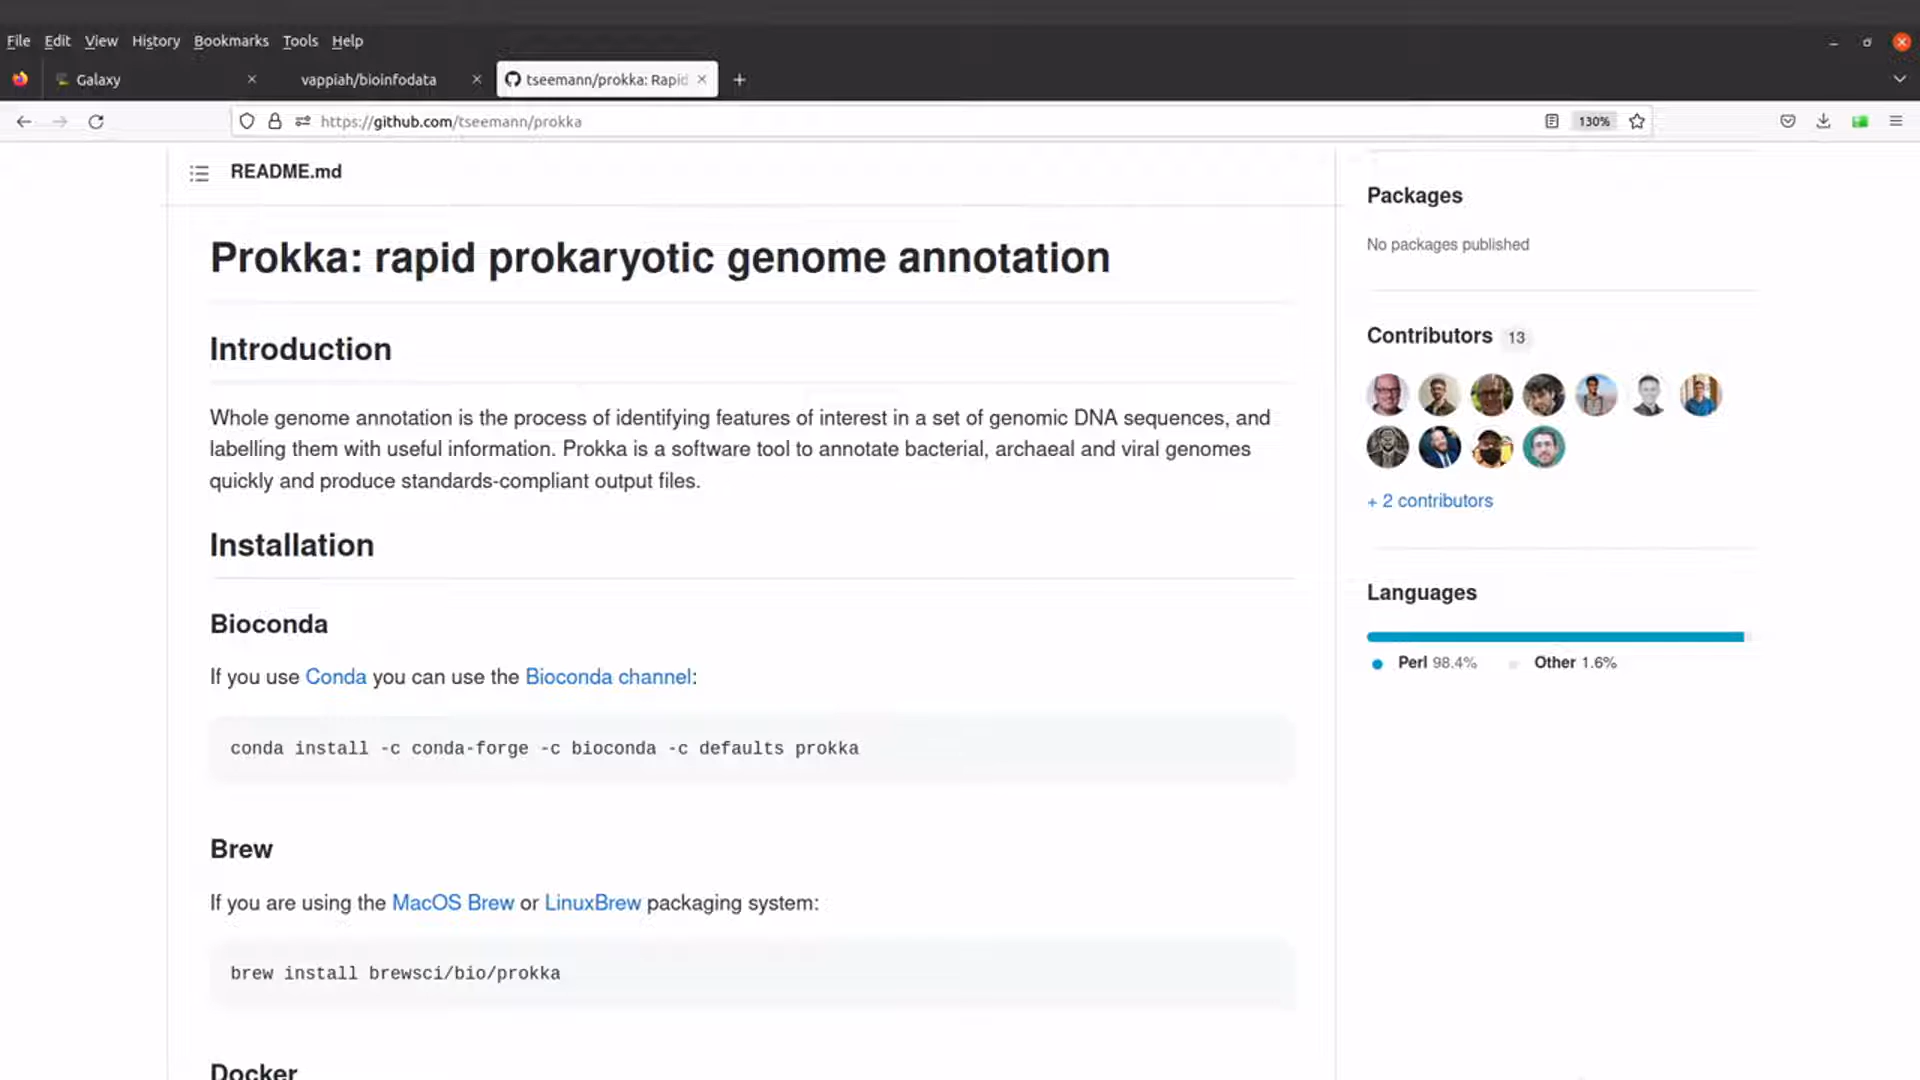 File Edit View History Bookmarks Tools Help
Galaxy
vappiah/bioinfodata
tseemann/prokka: Rapid
https://github.com/tseemann/prokka
130%
README.md
Prokka: rapid prokaryotic genome annotation
Introduction
Whole genome annotation is the process of identifying features of interest in a set of genomic DNA sequences, and
labelling them with useful information. Prokka is a software tool to annotate bacterial, archaeal and viral genomes
quickly and produce standards-compliant output files.
Installation
Bioconda
If you use Conda you can use the Bioconda channel:
conda install -c conda-forge -c bioconda -c defaults prokka
Brew
If you are using the MacOS Brew or LinuxBrew packaging system:
brew install brewsci/bio/prokka
Docker
Packages
No packages published
Contributors 13
+ 2 contributors
Languages
Perl 98.4% Other 1.6%